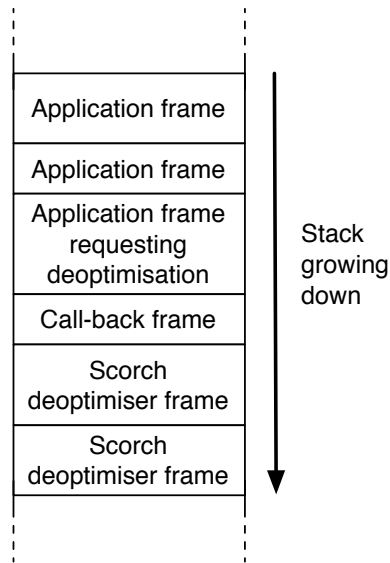 Application frame
Application frame
Application frame
requesting
deoptimisation
Call-back frame
Scorch
deoptimiser frame
Scorch
deoptimiser frame
Stack
growing
down